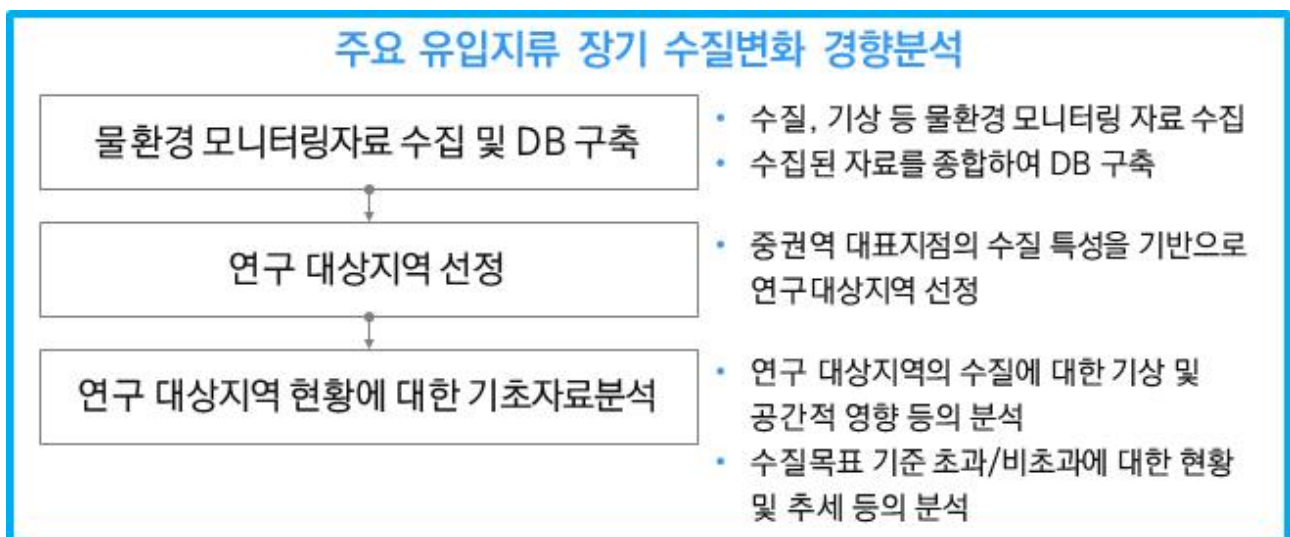 주요 유입지류 장기 수질변화 경향분석
물환경 모니터링자료 수집 및 DB 구축
• 수질, 기상 등 물환경 모니터링 자료 수집
• 수집된 자료를 종합하여 DB 구축
연구 대상지역 선정
• 중권역 대표지점의 수질 특성을 기반으로
연구대상지역 선정
연구 대상지역 현황에 대한 기초자료분석
• 연구 대상지역의 수질에 대한 기상 및
공간적 영향 등의 분석
• 수질목표 기준 초과/비초과에 대한 현황
및 추세 등의 분석